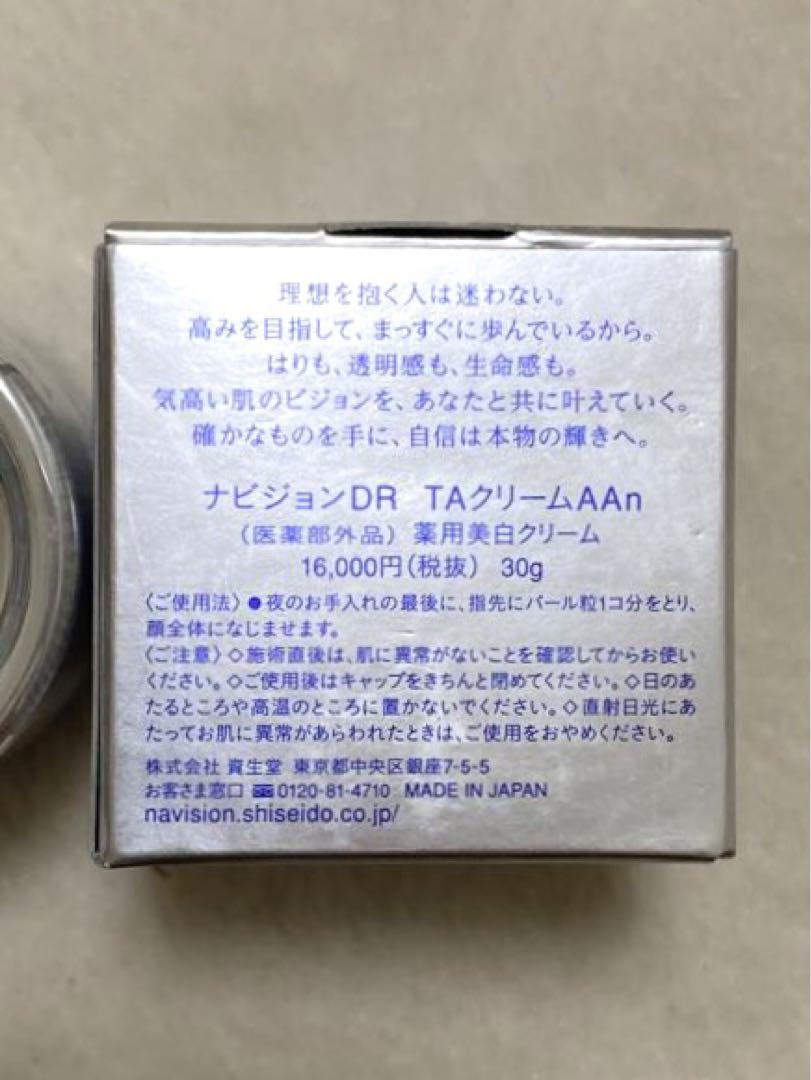 理想を抱く人は迷わない。
高みを目指して、まっすぐに歩んでいるから。
はりも、透明感も、生命感も。
気高い肌のビジョンを、あなたと共に叶えていく。
確かなものを手に、自信は本物の輝きへ。
ナビジョンDR TAクリームAAn
（医薬部外品）薬用美白クリーム
16,000円（税抜） 30g
〈ご使用法〉●夜のお手入れの最後に、指先にパール粒1コ分をとり、
顔全体になじませます。
〈ご注意〉◇施術直後は、肌に異常がないことを確認してからお使い
ください。◇ご使用後はキャップをきちんと閉めてください。◇日のあ
たるところや高温のところに置かないでください。◇直射日光にあ
たってお肌に異常があらわれたときは、ご使用をおやめください。
株式会社 資生堂 東京都中央区銀座7-5-5
お客さま窓口 0120-81-4710 MADE IN JAPAN
navision.shiseido.co.jp/